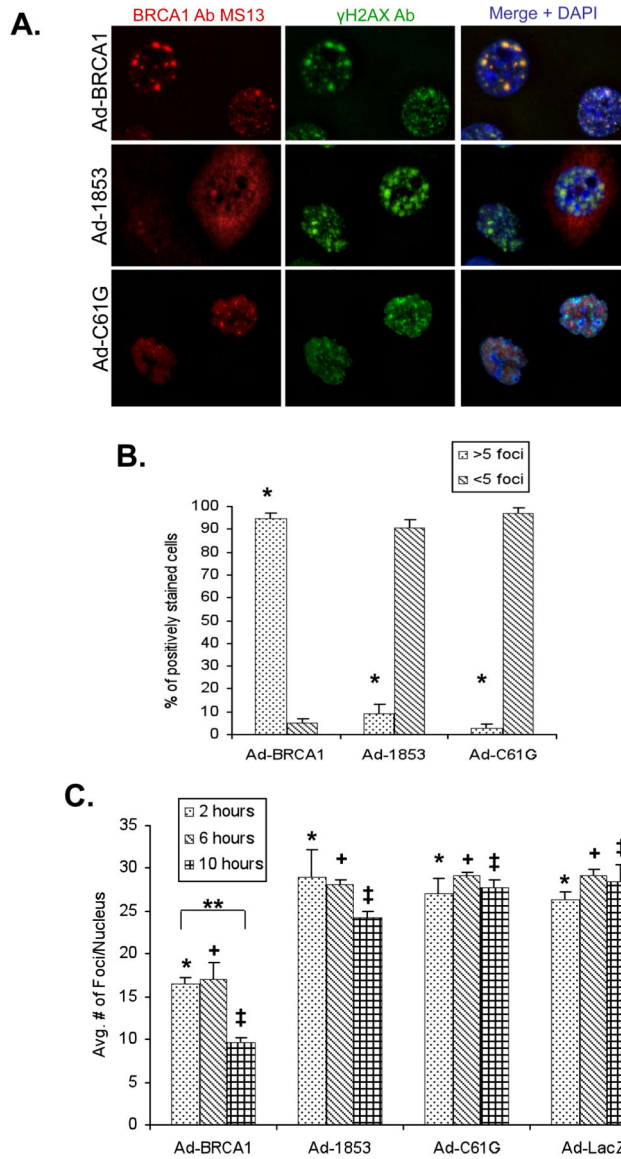 A.
BRCA1 Ab MS13
γH2AX Ab
Merge + DAPI
Ad-BRCA1
Ad-1853
Ad-C61G
B.
>5 foci
<5 foci
% of positively stained cells
100
90
80
70
60
50
40
30
20
10
0
*
*
*
Ad-BRCA1
Ad-1853
Ad-C61G
C.
2 hours
6 hours
10 hours
Avg. # of Foci/Nucleus
35
30
25
20
15
10
5
0
**
* + ‡
* + ‡
* + ‡
* + ‡
Ad-BRCA1
Ad-1853
Ad-C61G
Ad-LacZ